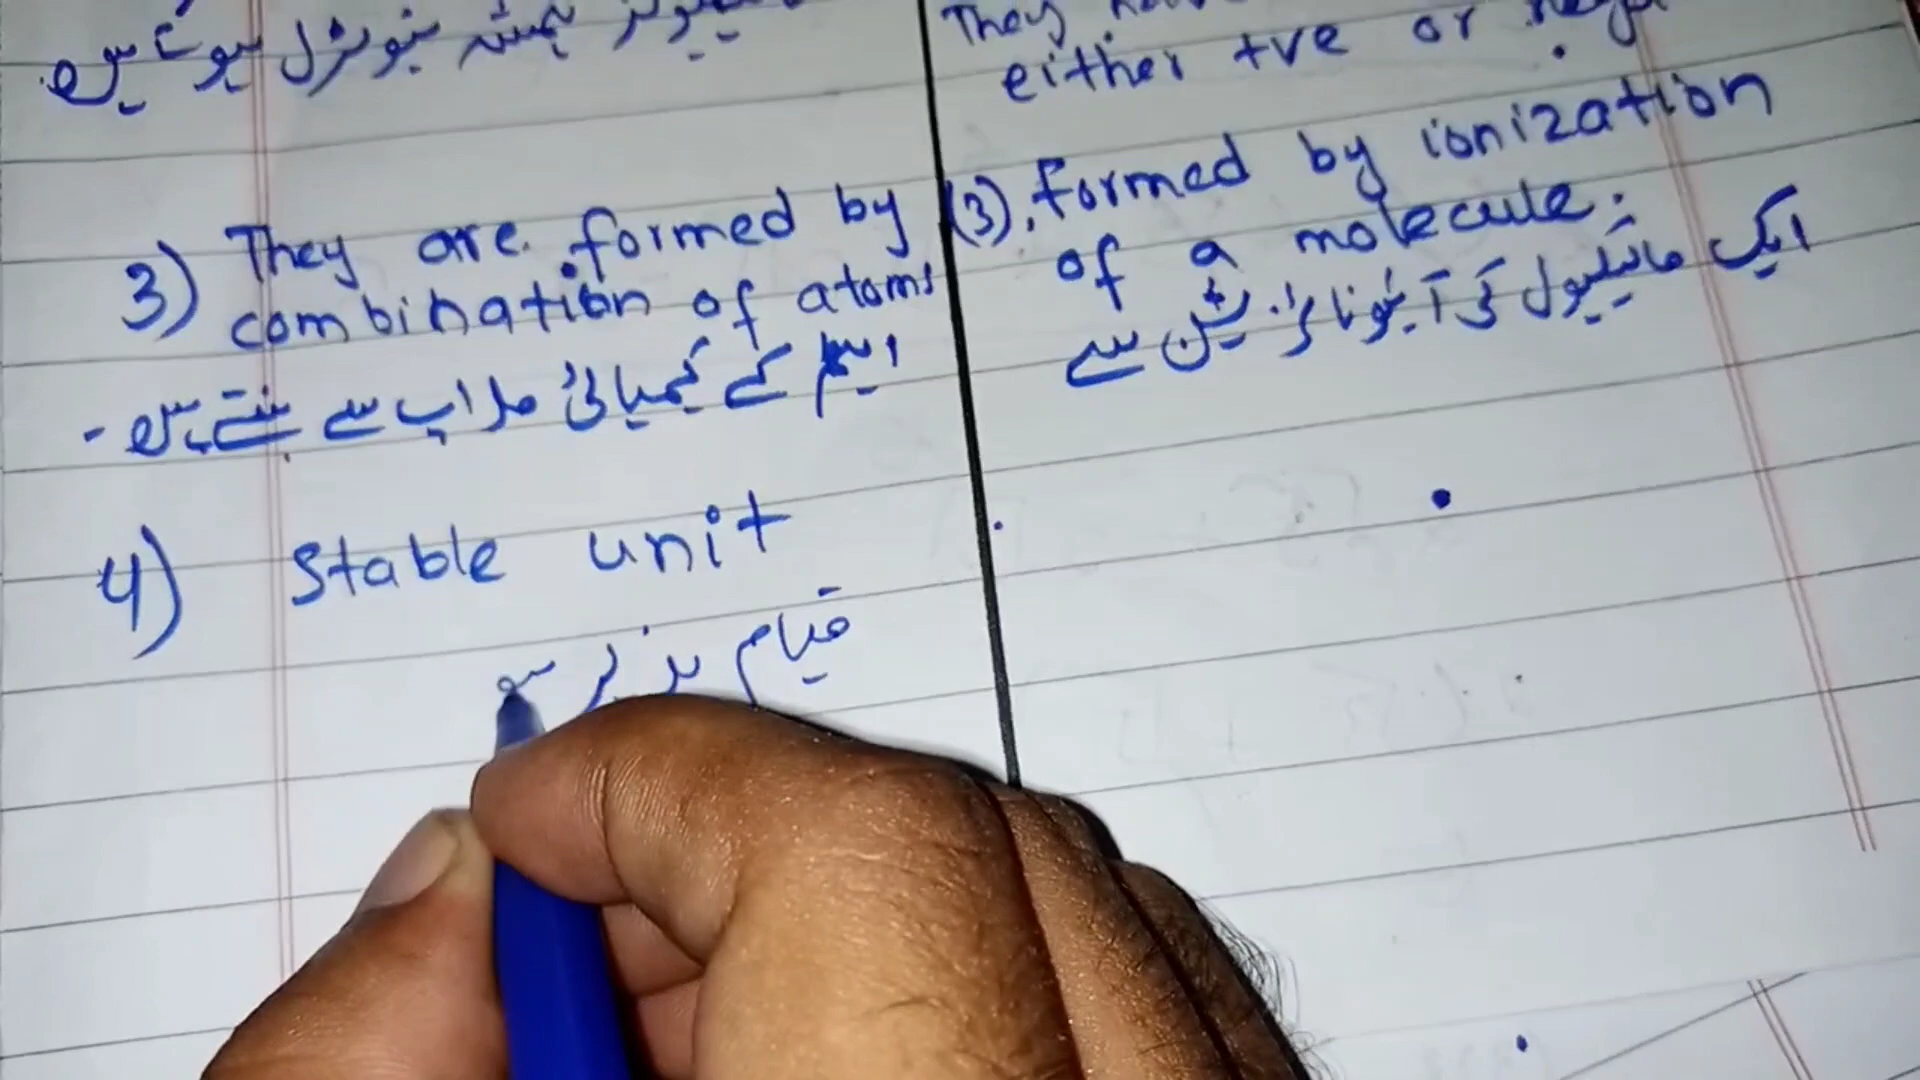 ہمیشہ نیوٹرل ہوتے ہیں
3) They are formed by
combination of atoms
ایٹم کے کیمیائی ملاپ سے بنتے ہیں -
4) Stable unit
قیام پذیر
They
either +ve or
(3). Formed by ionization
of a molecule.
ایک مالیکیول کی آئیونائزیشن سے